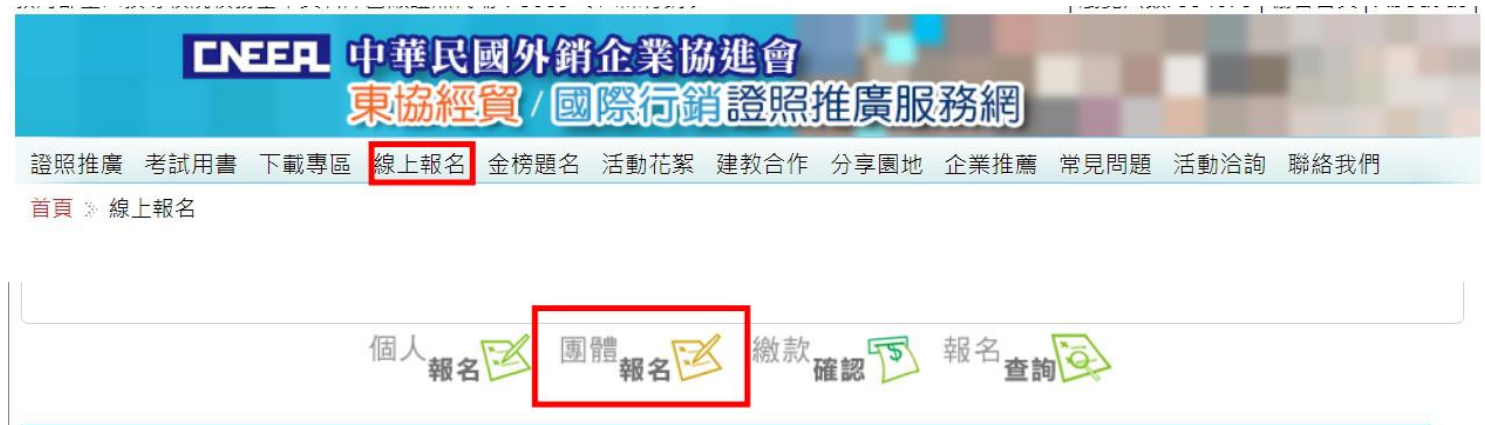 CNEEA 中華民國外銷企業協進會
東協經貿/國際行銷證照推廣服務網
證照推廣 考試用書 下載專區 線上報名 金榜題名 活動花絮 建教合作 分享園地 企業推薦 常見問題 活動洽詢 聯絡我們
首頁 » 線上報名
個人報名 團體報名 繳款確認 報名查詢